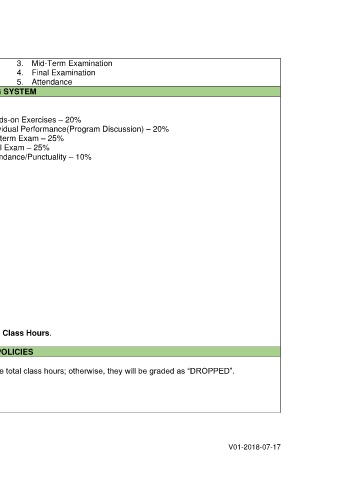 3. Mid-Term Examination
4. Final Examination
5. Attendance
SYSTEM
ds-on Exercises – 20%
vidual Performance(Program Discussion) – 20%
term Exam – 25%
l Exam – 25%
ndance/Punctuality – 10%
Class Hours.
POLICIES
e total class hours; otherwise, they will be graded as “DROPPED”.
V01-2018-07-17